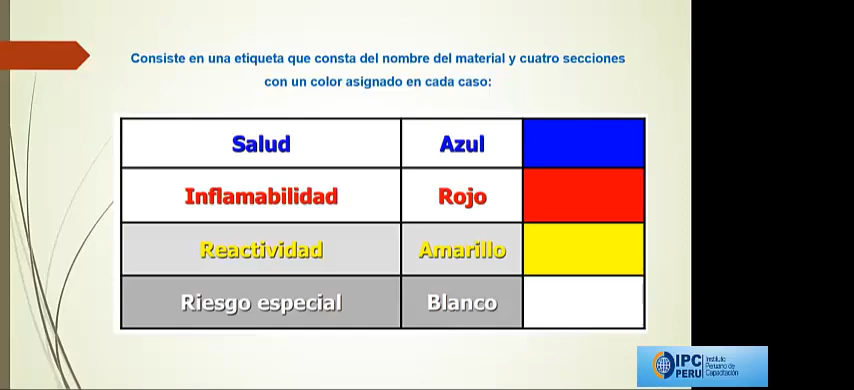 Consiste en una etiqueta que consta del nombre del material y cuatro secciones
con un color asignado en cada caso:
Salud Azul
Inflamabilidad Rojo
Reactividad Amarillo
Riesgo especial Blanco
IPC PERU Instituto Peruano de Capacitación